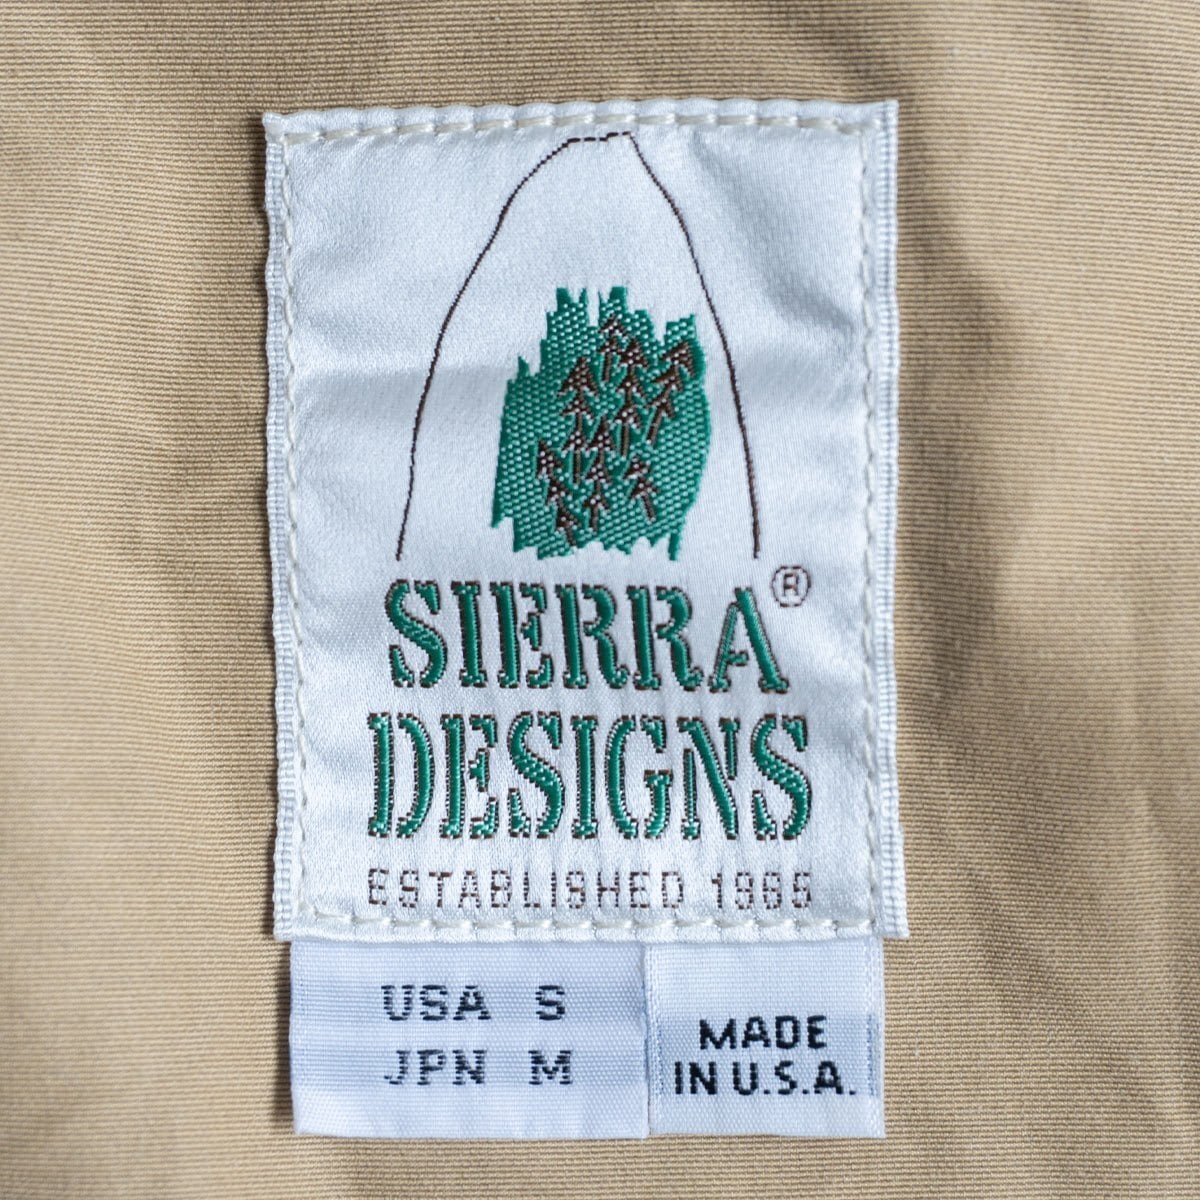 SIERRA®
DESIGNS
ESTABLISHED 1965
USA S
JPN M
MADE
IN U.S.A.